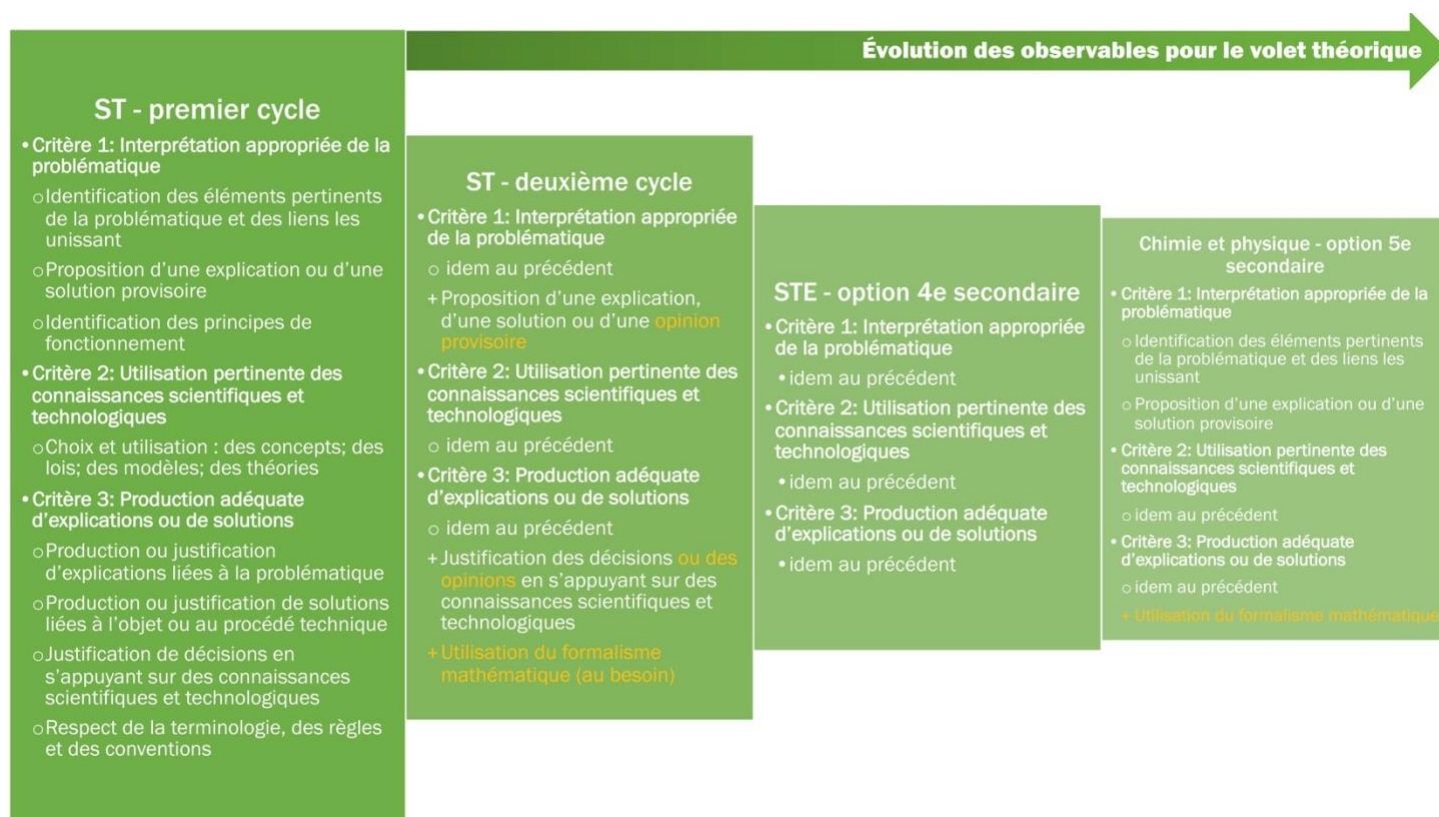 Évolution des observables pour le volet théorique
ST - premier cycle
• Critère 1: Interprétation appropriée de la
problématique
o Identification des éléments pertinents
de la problématique et des liens les
unissant
o Proposition d'une explication ou d'une
solution provisoire
o Identification des principes de
fonctionnement
• Critère 2: Utilisation pertinente des
connaissances scientifiques et
technologiques
o Choix et utilisation : des concepts; des
lois; des modèles; des théories
• Critère 3: Production adéquate
d'explications ou de solutions
o Production ou justification
d'explications liées à la problématique
o Production ou justification de solutions
liées à l'objet ou au procédé technique
o Justification de décisions en
s'appuyant sur des connaissances
scientifiques et technologiques
o Respect de la terminologie, des règles
et des conventions
ST - deuxième cycle
• Critère 1: Interprétation appropriée
de la problématique
o idem au précédent
+ Proposition d'une explication,
d'une solution ou d'une opinion
provisoire
• Critère 2: Utilisation pertinente des
connaissances scientifiques et
technologiques
o idem au précédent
• Critère 3: Production adéquate
d'explications ou de solutions
o idem au précédent
+ Justification des décisions ou des
opinions en s'appuyant sur des
connaissances scientifiques et
technologiques
+ Utilisation du formalisme
mathématique (au besoin)
STE - option 4e secondaire
• Critère 1: Interprétation appropriée
de la problématique
• idem au précédent
• Critère 2: Utilisation pertinente des
connaissances scientifiques et
technologiques
• idem au précédent
• Critère 3: Production adéquate
d'explications ou de solutions
• idem au précédent
Chimie et physique - option 5e
secondaire
• Critère 1: Interprétation appropriée de la
problématique
o Identification des éléments pertinents
de la problématique et des liens les
unissant
o Proposition d'une explication ou d'une
solution provisoire
• Critère 2: Utilisation pertinente des
connaissances scientifiques et
technologiques
o idem au précédent
• Critère 3: Production adéquate
d'explications ou de solutions
o idem au précédent
+ Utilisation du formalisme mathématique